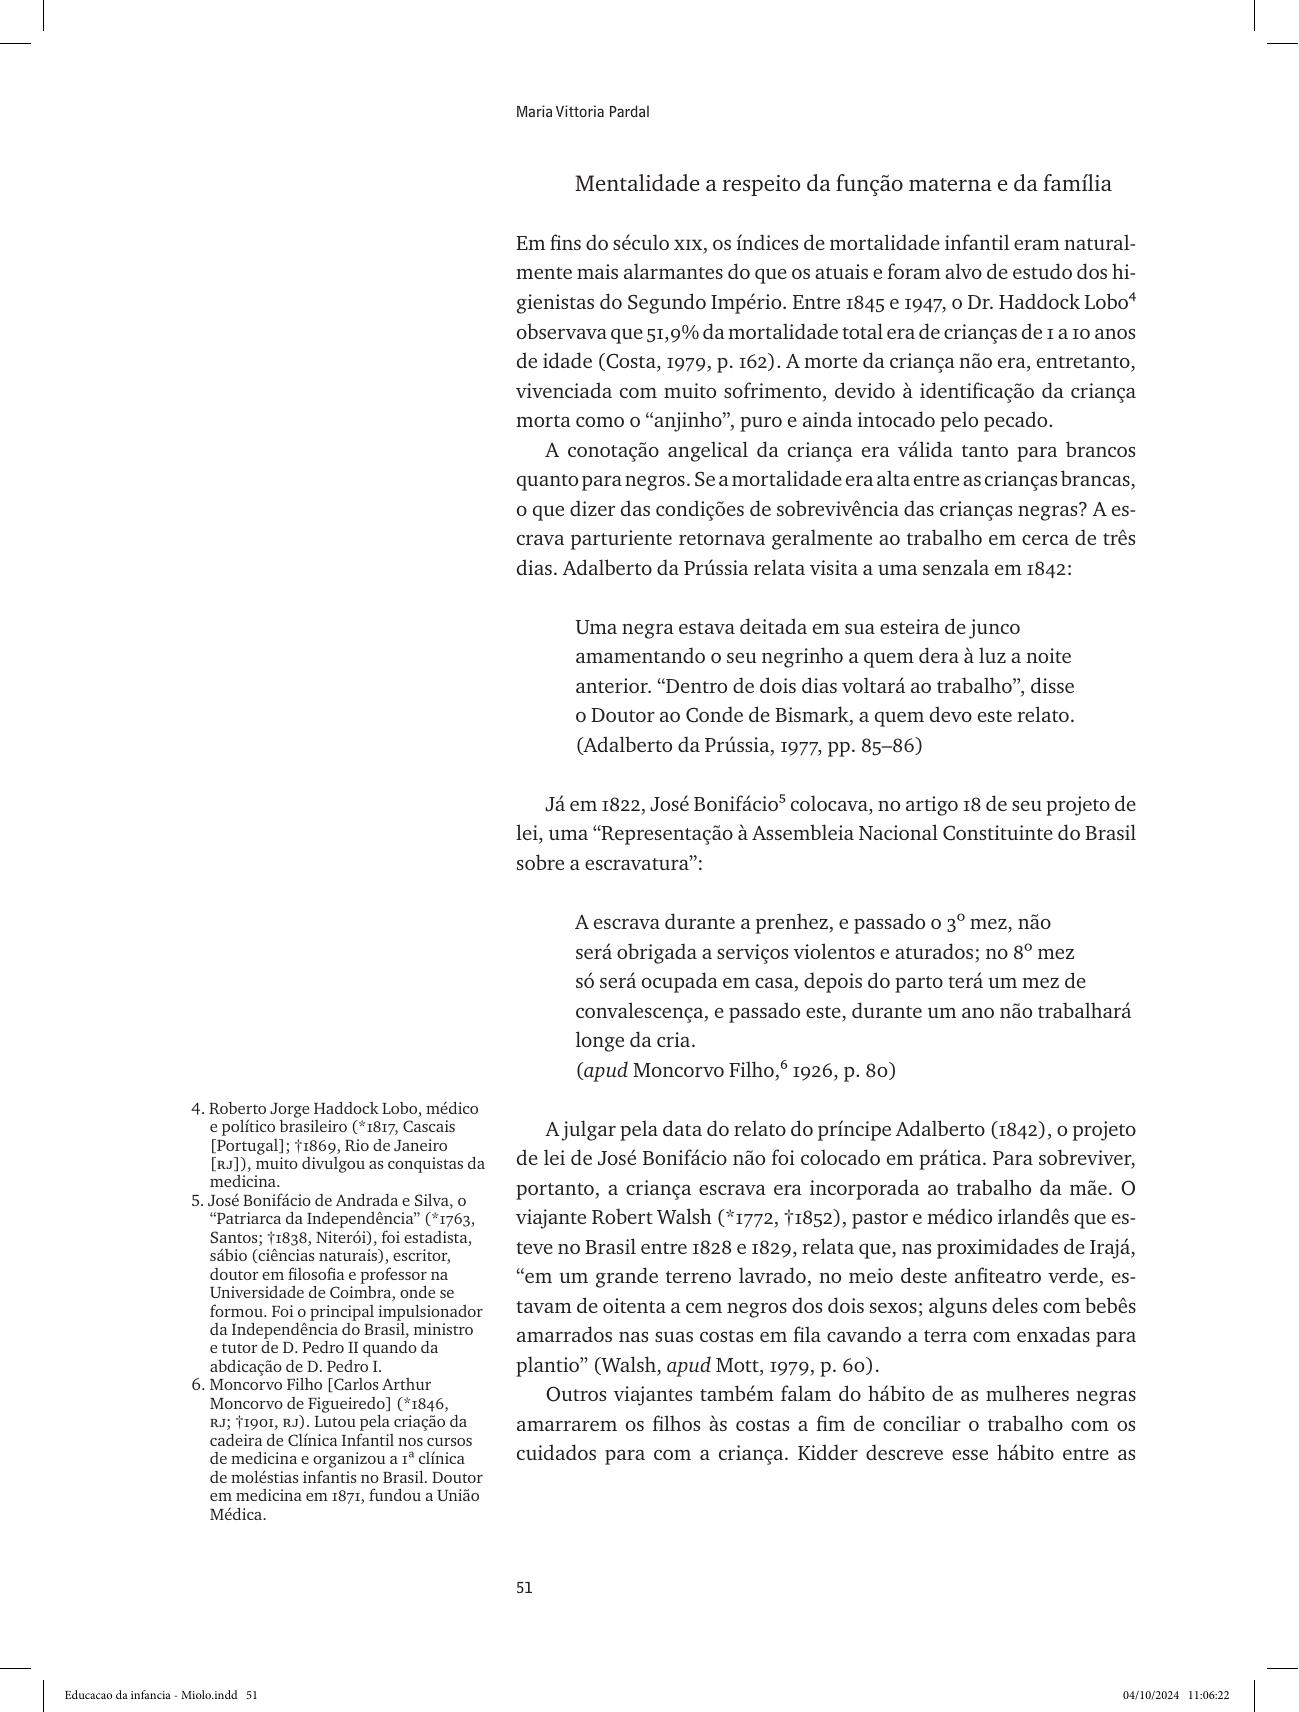 Maria Vittoria Pardal
Mentalidade a respeito da função materna e da família
Em fins do século XIX, os índices de mortalidade infantil eram natural-
mente mais alarmantes do que os atuais e foram alvo de estudo dos hi-
gienistas do Segundo Império. Entre 1845 e 1947, o Dr. Haddock Lobo⁴
observava que 51,9% da mortalidade total era de crianças de 1 a 10 anos
de idade (Costa, 1979, p. 162). A morte da criança não era, entretanto,
vivenciada com muito sofrimento, devido à identificação da criança
morta como o “anjinho”, puro e ainda intocado pelo pecado.
A conotação angelical da criança era válida tanto para brancos
quanto para negros. Se a mortalidade era alta entre as crianças brancas,
o que dizer das condições de sobrevivência das crianças negras? A es-
crava parturiente retornava geralmente ao trabalho em cerca de três
dias. Adalberto da Prússia relata visita a uma senzala em 1842:
Uma negra estava deitada em sua esteira de junco
amamentando o seu negrinho a quem dera à luz a noite
anterior. “Dentro de dois dias voltará ao trabalho”, disse
o Doutor ao Conde de Bismark, a quem devo este relato.
(Adalberto da Prússia, 1977, pp. 85–86)
Já em 1822, José Bonifácio⁵ colocava, no artigo 18 de seu projeto de
lei, uma “Representação à Assembleia Nacional Constituinte do Brasil
sobre a escravatura”:
A escrava durante a prenhez, e passado o 3º mez, não
será obrigada a serviços violentos e aturados; no 8º mez
só será ocupada em casa, depois do parto terá um mez de
convalescença, e passado este, durante um ano não trabalhará
longe da cria.
(apud Moncorvo Filho,⁶ 1926, p. 80)
A julgar pela data do relato do príncipe Adalberto (1842), o projeto
de lei de José Bonifácio não foi colocado em prática. Para sobreviver,
portanto, a criança escrava era incorporada ao trabalho da mãe. O
viajante Robert Walsh (*1772, †1852), pastor e médico irlandês que es-
teve no Brasil entre 1828 e 1829, relata que, nas proximidades de Irajá,
“em um grande terreno lavrado, no meio deste anfiteatro verde, es-
tavam de oitenta a cem negros dos dois sexos; alguns deles com bebês
amarrados nas suas costas em fila cavando a terra com enxadas para
plantio” (Walsh, apud Mott, 1979, p. 60).
Outros viajantes também falam do hábito de as mulheres negras
amarrarem os filhos às costas a fim de conciliar o trabalho com os
cuidados para com a criança. Kidder descreve esse hábito entre as
4. Roberto Jorge Haddock Lobo, médico
e político brasileiro (*1817, Cascais
[Portugal]; †1869, Rio de Janeiro
[RJ]), muito divulgou as conquistas da
medicina.
5. José Bonifácio de Andrada e Silva, o
“Patriarca da Independência” (*1763,
Santos; †1838, Niterói), foi estadista,
sábio (ciências naturais), escritor,
doutor em filosofia e professor na
Universidade de Coimbra, onde se
formou. Foi o principal impulsionador
da Independência do Brasil, ministro
e tutor de D. Pedro II quando da
abdicação de D. Pedro I.
6. Moncorvo Filho [Carlos Arthur
Moncorvo de Figueiredo] (*1846,
RJ; †1901, RJ). Lutou pela criação da
cadeira de Clínica Infantil nos cursos
de medicina e organizou a 1ª clínica
de moléstias infantis no Brasil. Doutor
em medicina em 1871, fundou a União
Médica.
51
Educacao da infancia - Miolo.indd 51
04/10/2024 11:06:22